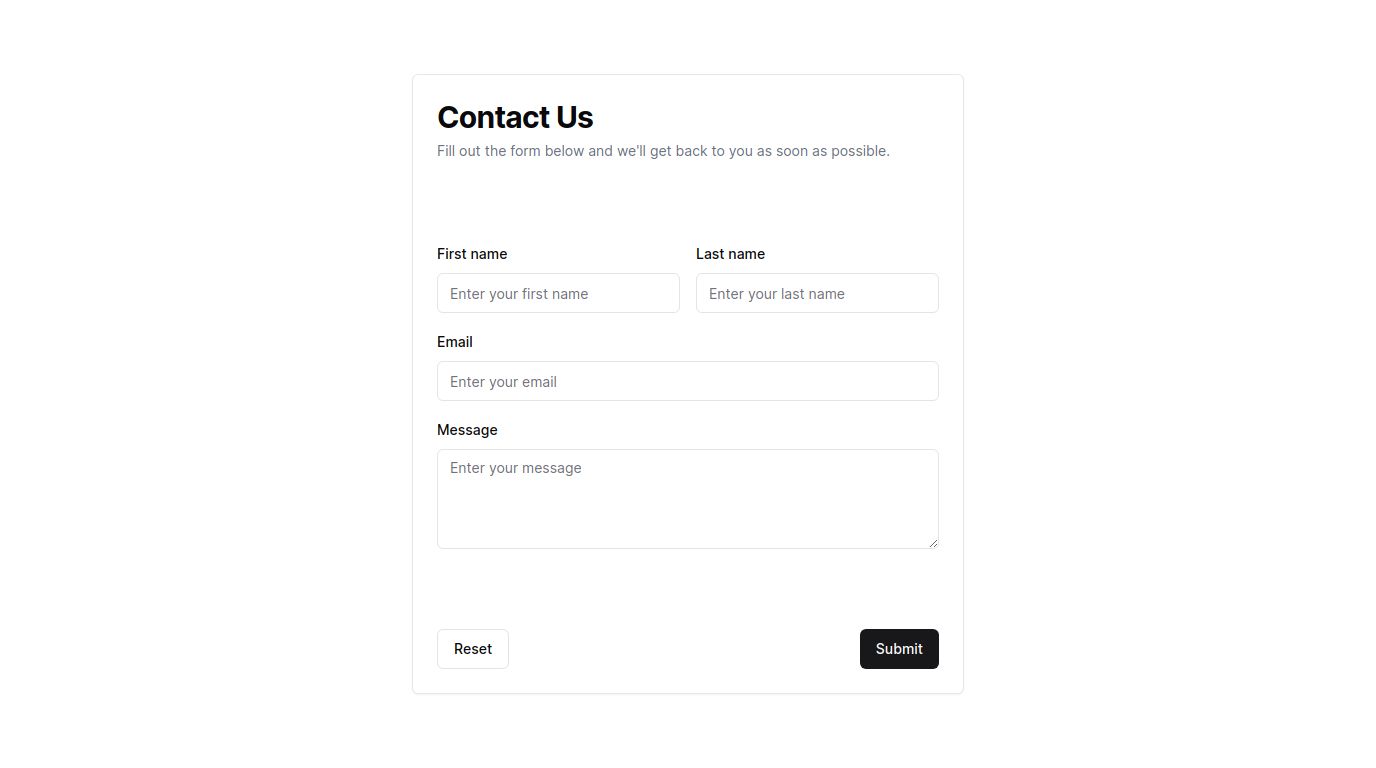 Contact Us
Fill out the form below and we'll get back to you as soon as possible.
First name
Last name
Enter your first name
Enter your last name
Email
Enter your email
Message
Enter your message
Reset
Submit